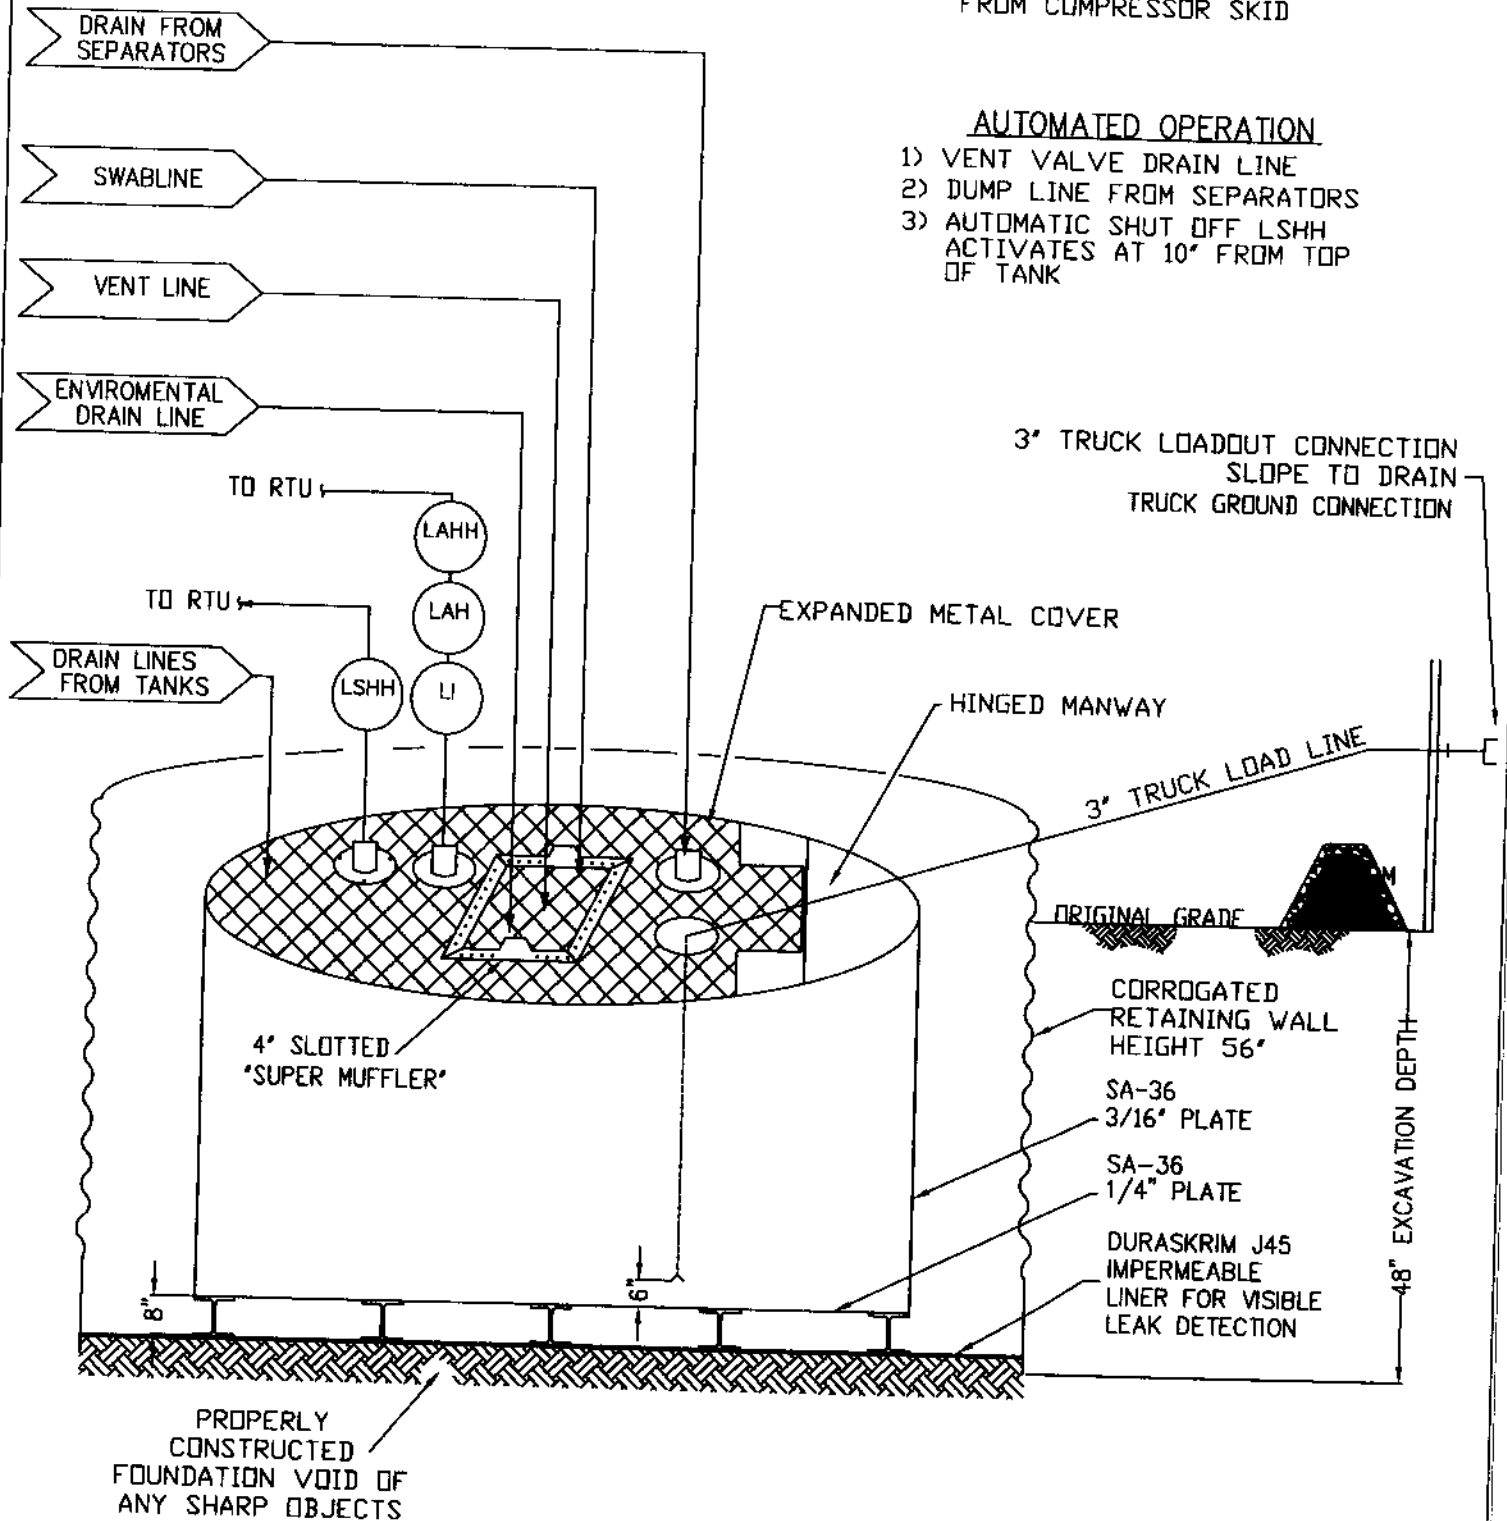 FROM COMPRESSOR SKID
DRAIN FROM
SEPARATORS
AUTOMATED OPERATION
1) VENT VALVE DRAIN LINE
2) DUMP LINE FROM SEPARATORS
3) AUTOMATIC SHUT OFF LSHH
ACTIVATES AT 10" FROM TOP
OF TANK
SWABLINE
VENT LINE
ENVIROMENTAL
DRAIN LINE
3" TRUCK LOADOUT CONNECTION
SLOPE TO DRAIN
TRUCK GROUND CONNECTION
TO RTU
LAHH
TO RTU
LAH
EXPANDED METAL COVER
DRAIN LINES
FROM TANKS
LSHH
LI
HINGED MANWAY
3" TRUCK LOAD LINE
M
ORIGINAL GRADE
CORROGATED
RETAINING WALL
HEIGHT 56"
4" SLOTTED
"SUPER MUFFLER"
SA-36
3/16" PLATE
SA-36
1/4" PLATE
48" EXCAVATION DEPTH
DURASKRIM J45
IMPERMEABLE
LINER FOR VISIBLE
LEAK DETECTION
8"
6"
PROPERLY
CONSTRUCTED
FOUNDATION VOID OF
ANY SHARP OBJECTS